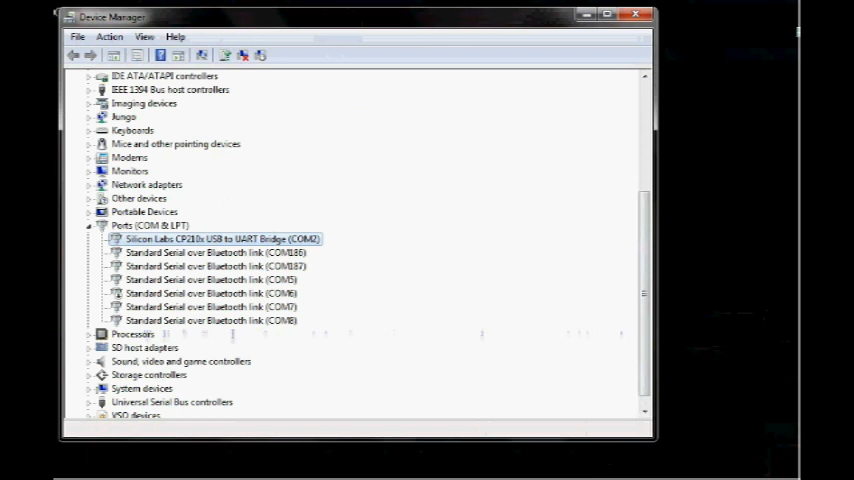 Device Manager
File Action View Help
IDE ATA/ATAPI controllers
IEEE 1394 Bus host controllers
Imaging devices
Jungo
Keyboards
Mice and other pointing devices
Modems
Monitors
Network adapters
Other devices
Portable Devices
Ports (COM & LPT)
Silicon Labs CP210x USB to UART Bridge (COM2)
Standard Serial over Bluetooth link (COM186)
Standard Serial over Bluetooth link (COM187)
Standard Serial over Bluetooth link (COM5)
Standard Serial over Bluetooth link (COM6)
Standard Serial over Bluetooth link (COM7)
Standard Serial over Bluetooth link (COM8)
Processors
SD host adapters
Sound, video and game controllers
Storage controllers
System devices
Universal Serial Bus controllers
VSO devices